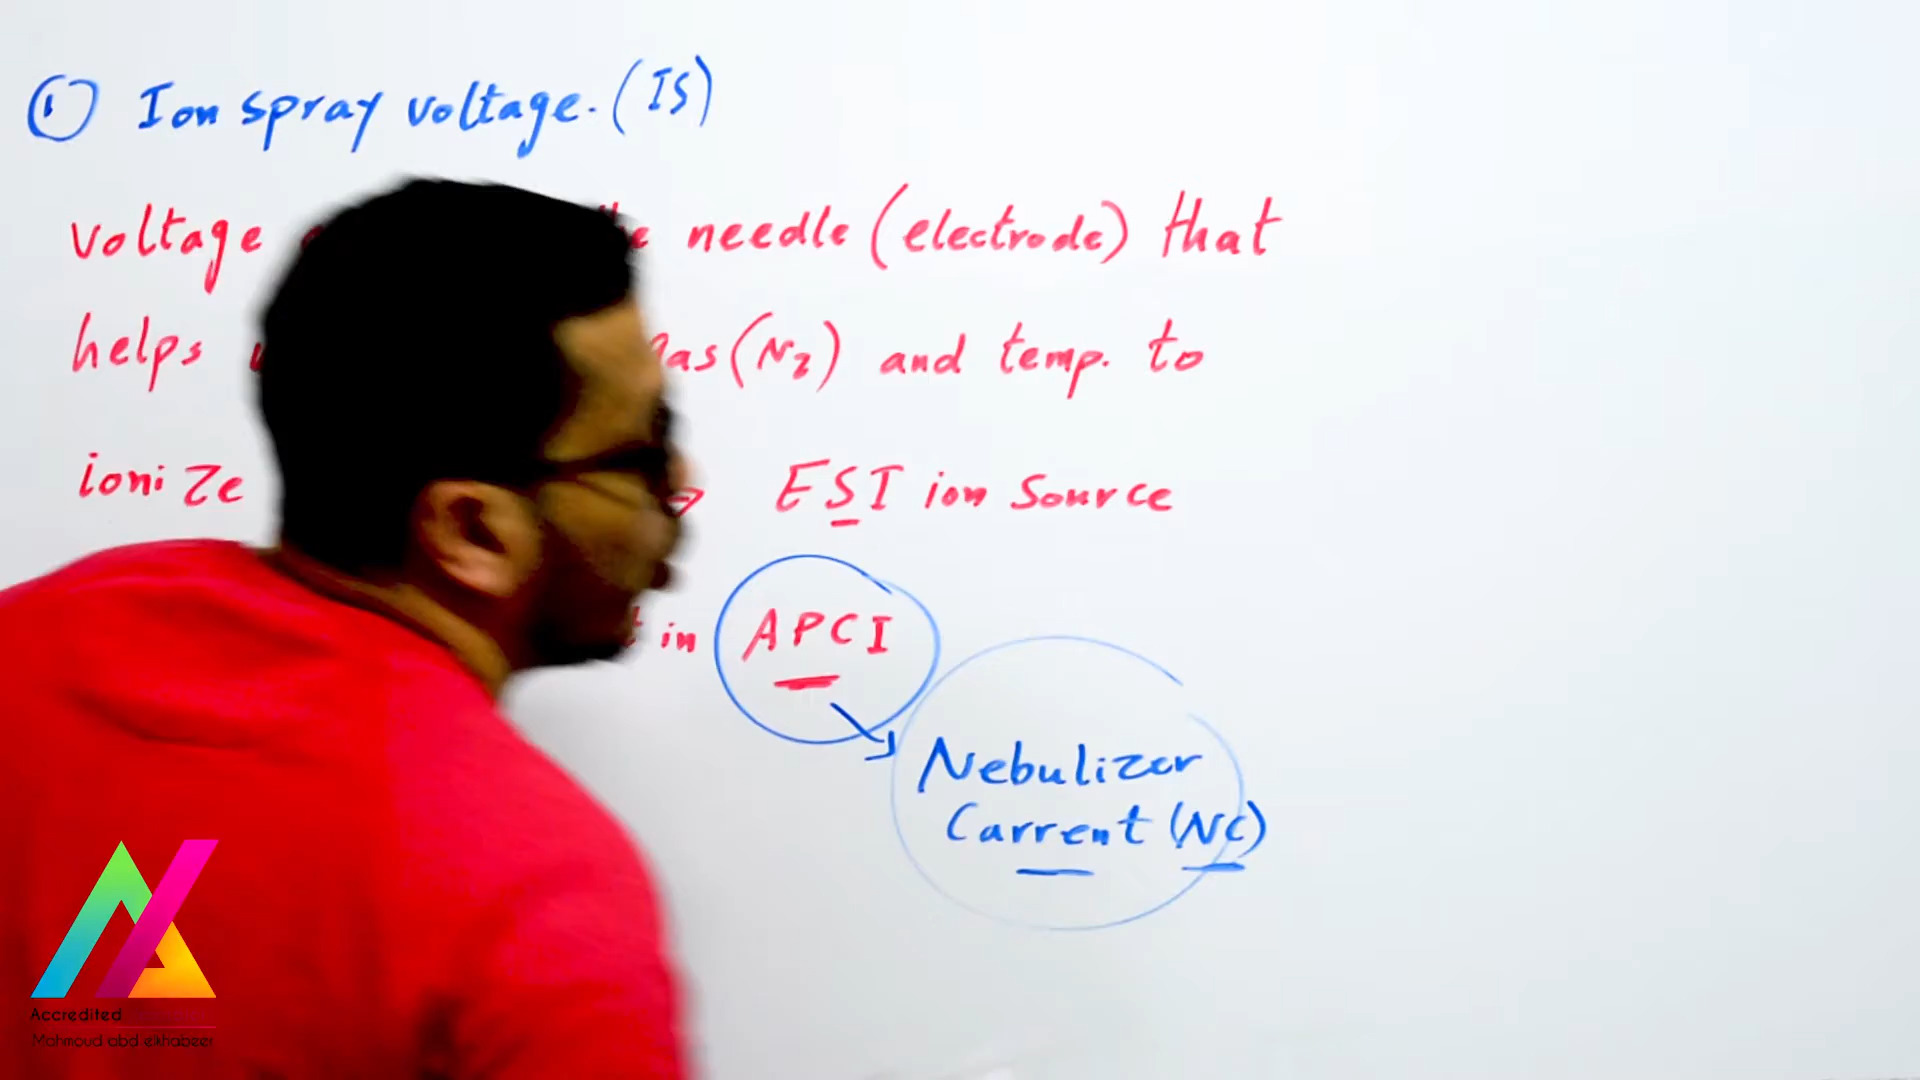 ① Ion spray voltage. (IS)
voltage needle (electrode) that
helps gas (N2) and temp. to
ionize → ESI ion source
in APCI
Nebulizer
Current (NC)
Accredited
Mahmoud abd elkhabeer